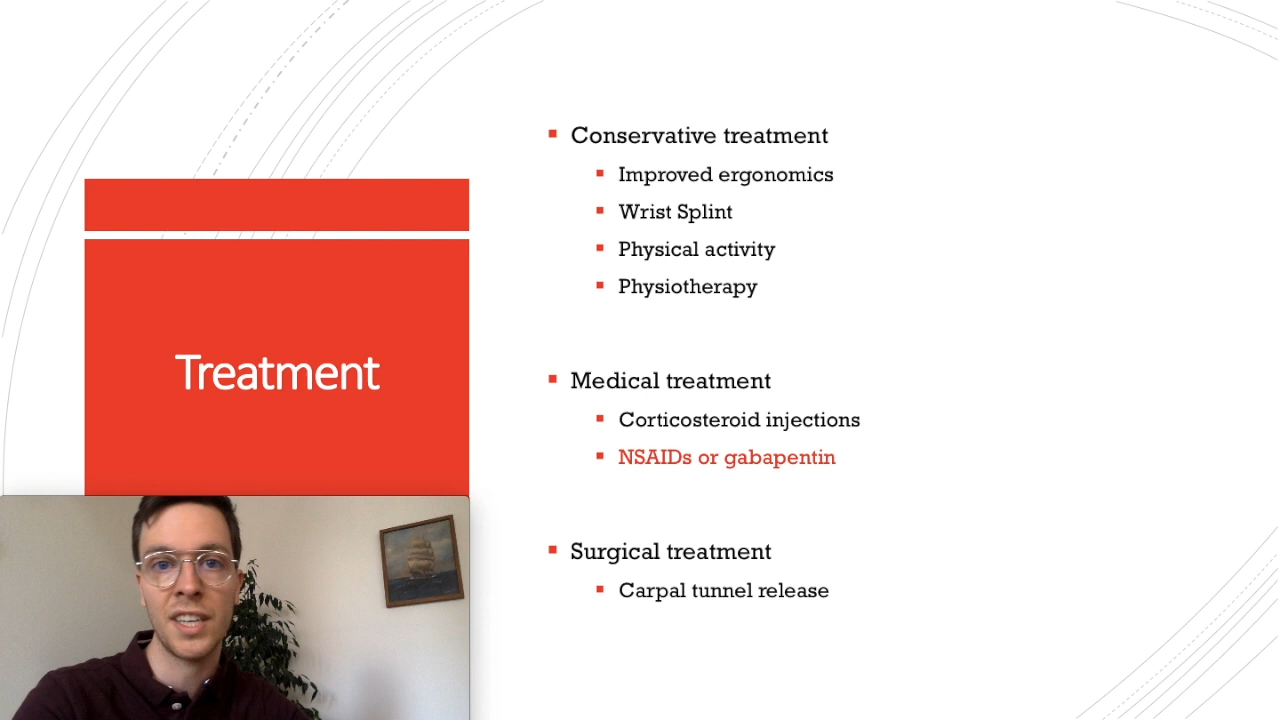 Treatment
Conservative treatment
Improved ergonomics
Wrist Splint
Physical activity
Physiotherapy
Medical treatment
Corticosteroid injections
NSAIDs or gabapentin
Surgical treatment
Carpal tunnel release